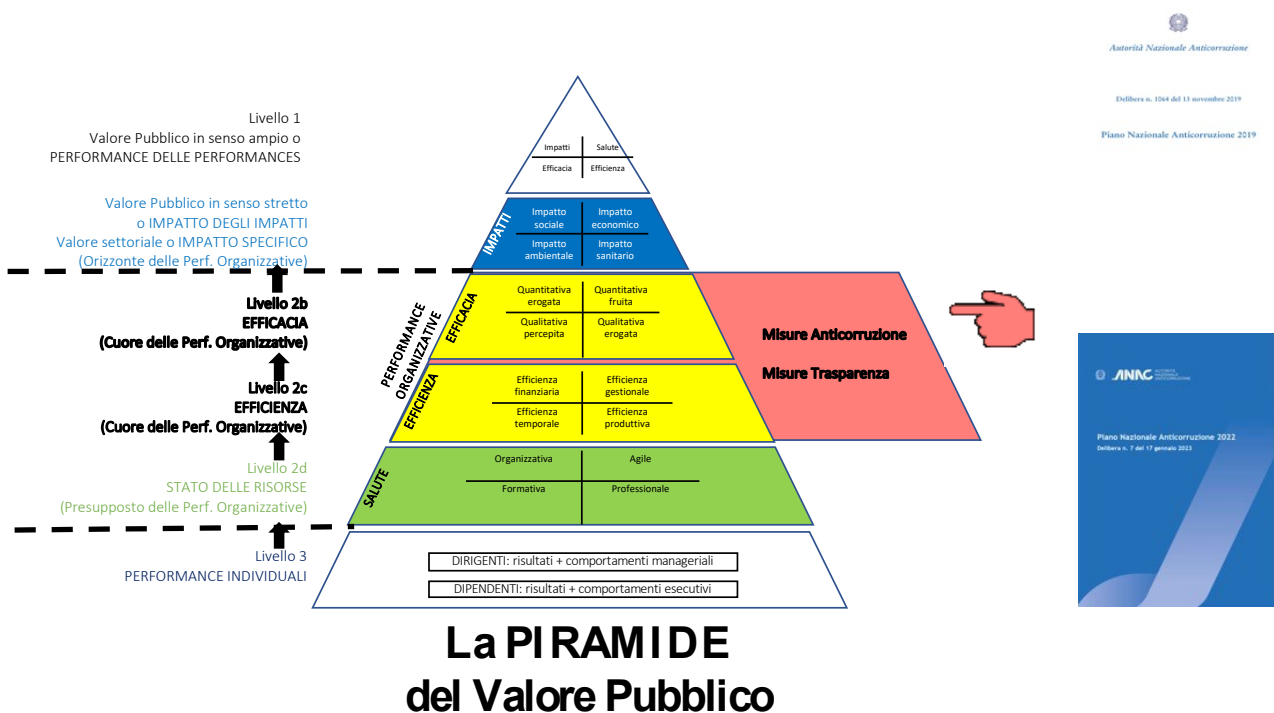 Autorità Nazionale Anticorruzione
Delibera n. 1064 del 13 novembre 2019
Piano Nazionale Anticorruzione 2019
Livello 1
Valore Pubblico in senso ampio o
PERFORMANCE DELLE PERFORMANCES
Impatti
Salute
Efficacia
Efficienza
Valore Pubblico in senso stretto
o IMPATTO DEGLI IMPATTI
Valore settoriale o IMPATTO SPECIFICO
(Orizzonte delle Perf. Organizzative)
IMPATTI
Impatto
sociale
Impatto
economico
Impatto
ambientale
Impatto
sanitario
Livello 2b
EFFICACIA
(Cuore delle Perf. Organizzative)
PERFORMANCE
ORGANIZZATIVE
EFFICACIA
Quantitativa
erogata
Quantitativa
fruita
Qualitativa
percepita
Qualitativa
erogata
Misure Anticorruzione
Misure Trasparenza
Livello 2c
EFFICIENZA
(Cuore delle Perf. Organizzative)
EFFICIENZA
Efficienza
finanziaria
Efficienza
gestionale
Efficienza
temporale
Efficienza
produttiva
Livello 2d
STATO DELLE RISORSE
(Presupposto delle Perf. Organizzative)
SALUTE
Organizzativa
Agile
Formativa
Professionale
Livello 3
PERFORMANCE INDIVIDUALI
DIRIGENTI: risultati + comportamenti manageriali
DIPENDENTI: risultati + comportamenti esecutivi
ANAC
AUTORITÀ
NAZIONALE
ANTICORRUZIONE
Piano Nazionale Anticorruzione 2022
Delibera n. 7 del 17 gennaio 2023
La PIRAMIDE
del Valore Pubblico